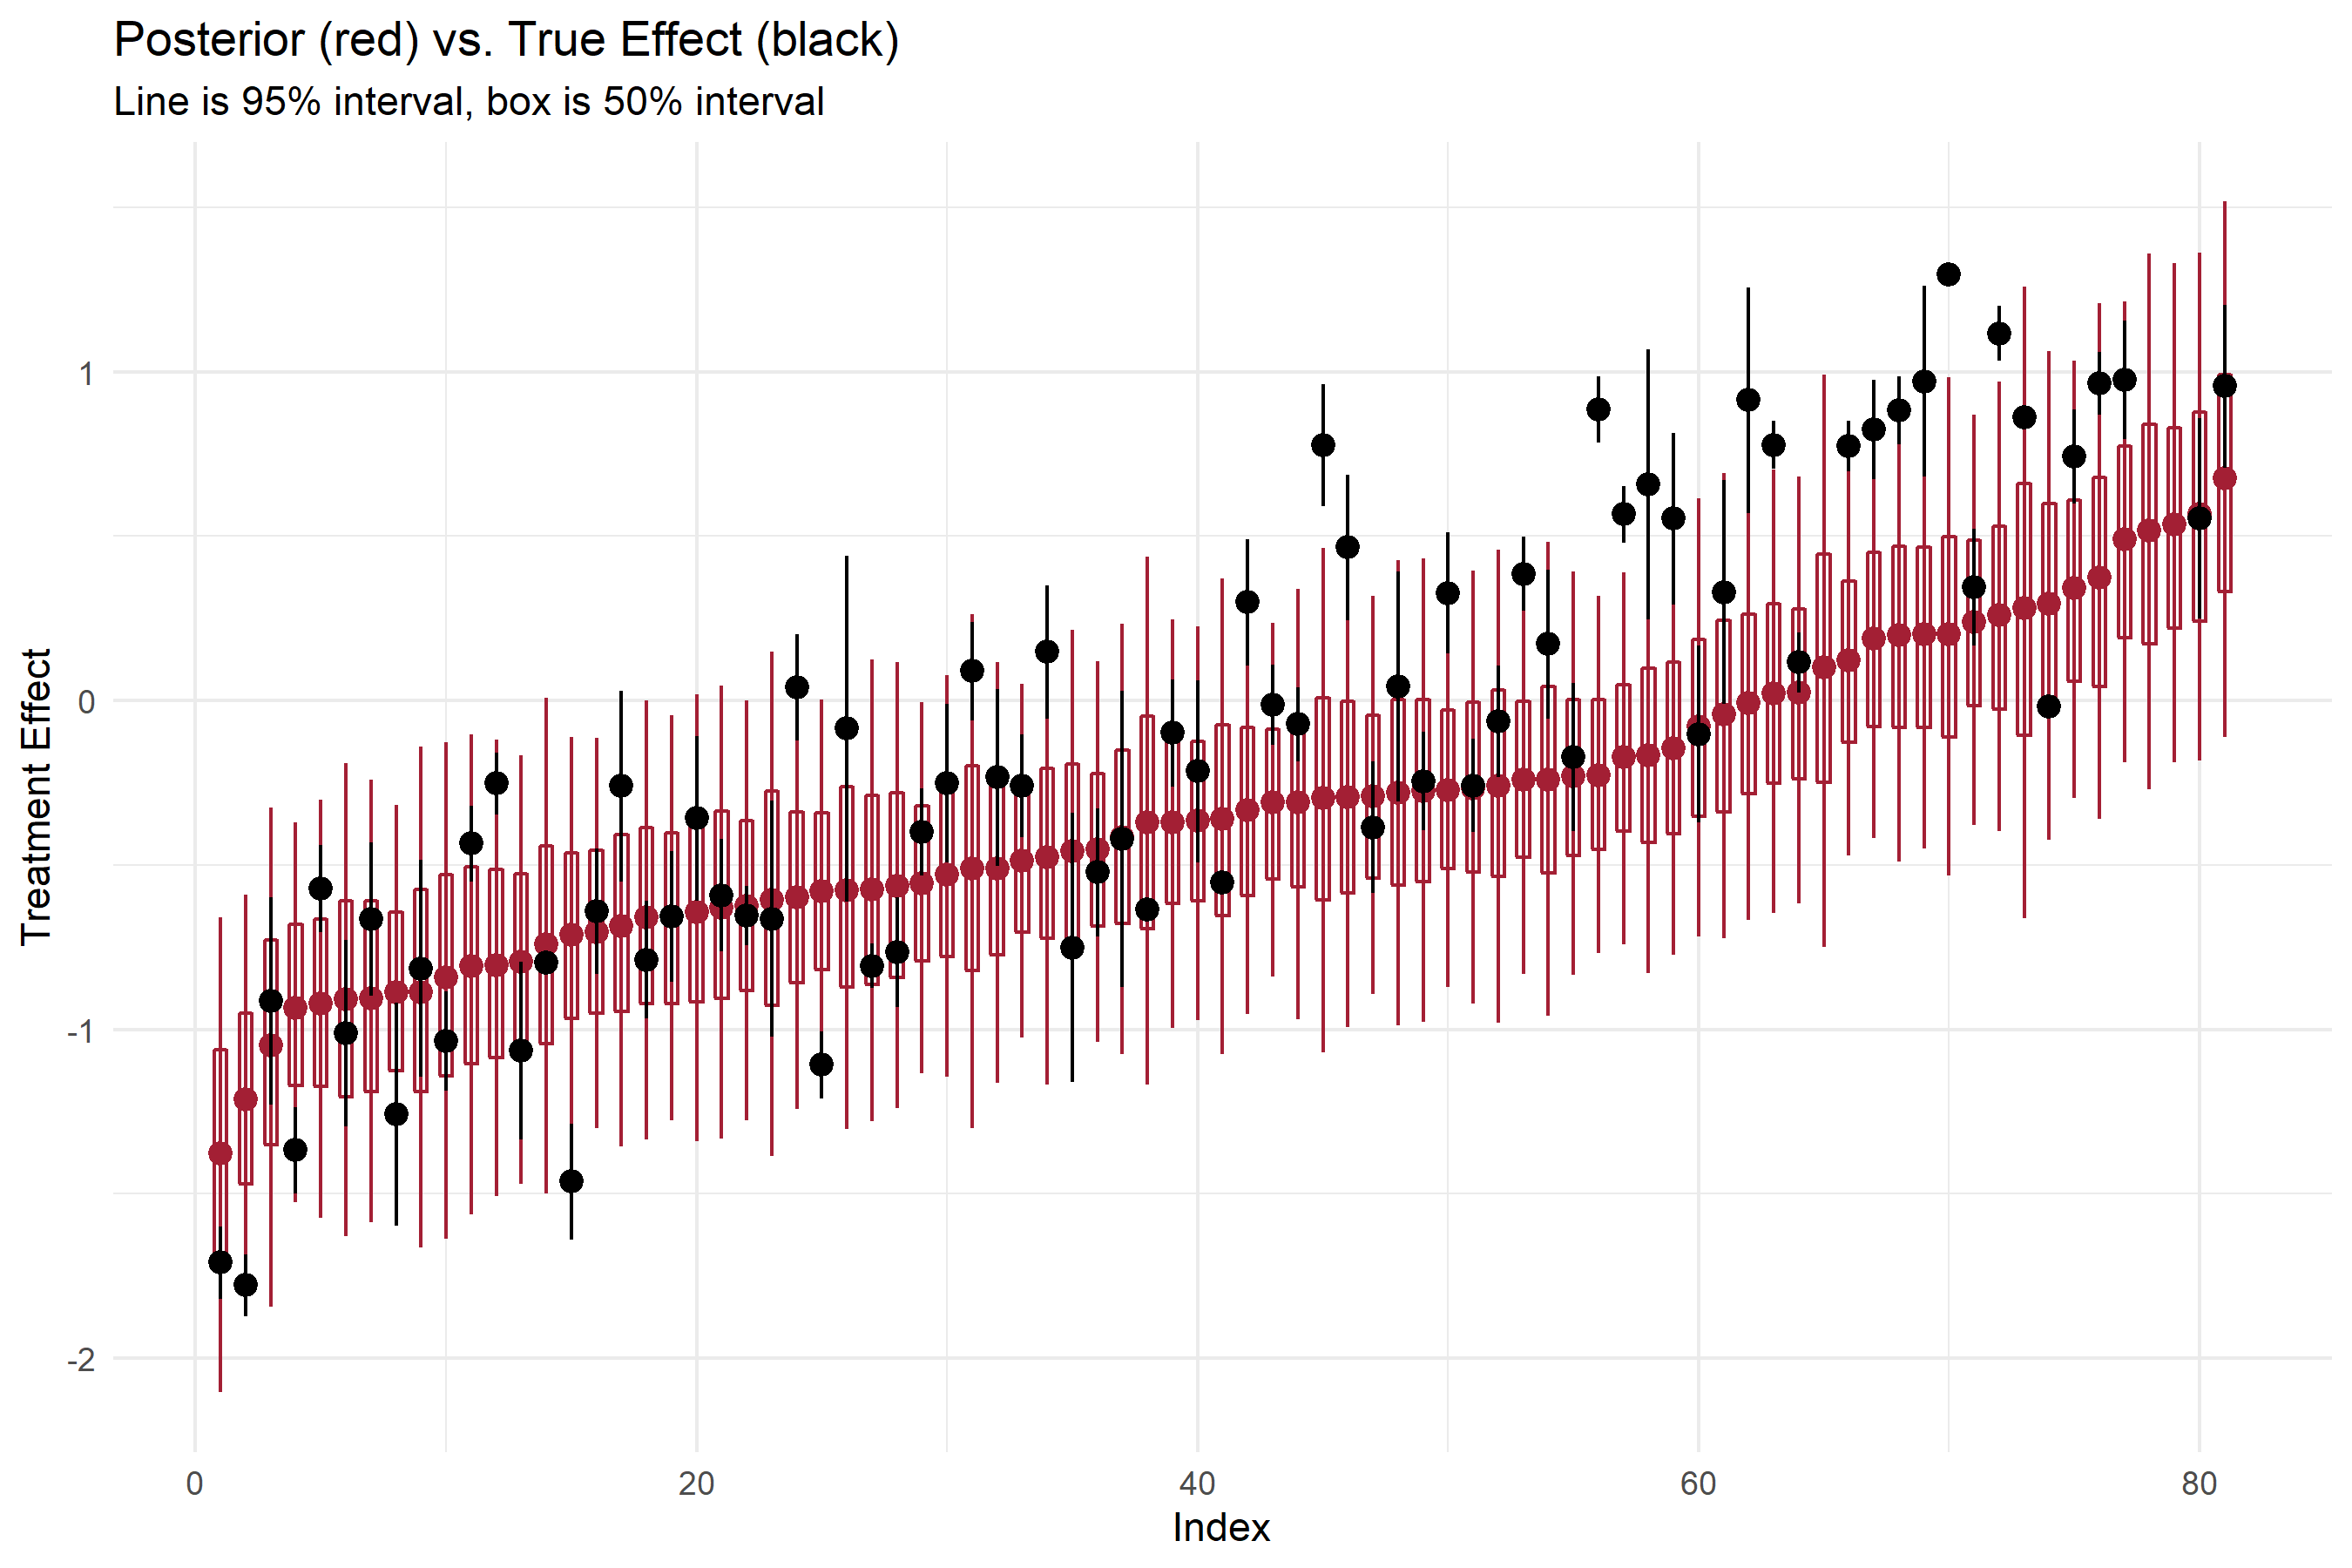 Posterior (red) vs. True Effect (black)
Line is 95% interval, box is 50% interval
Treatment Effect
1
0
-1
-2
0 20 40 60 80
Index